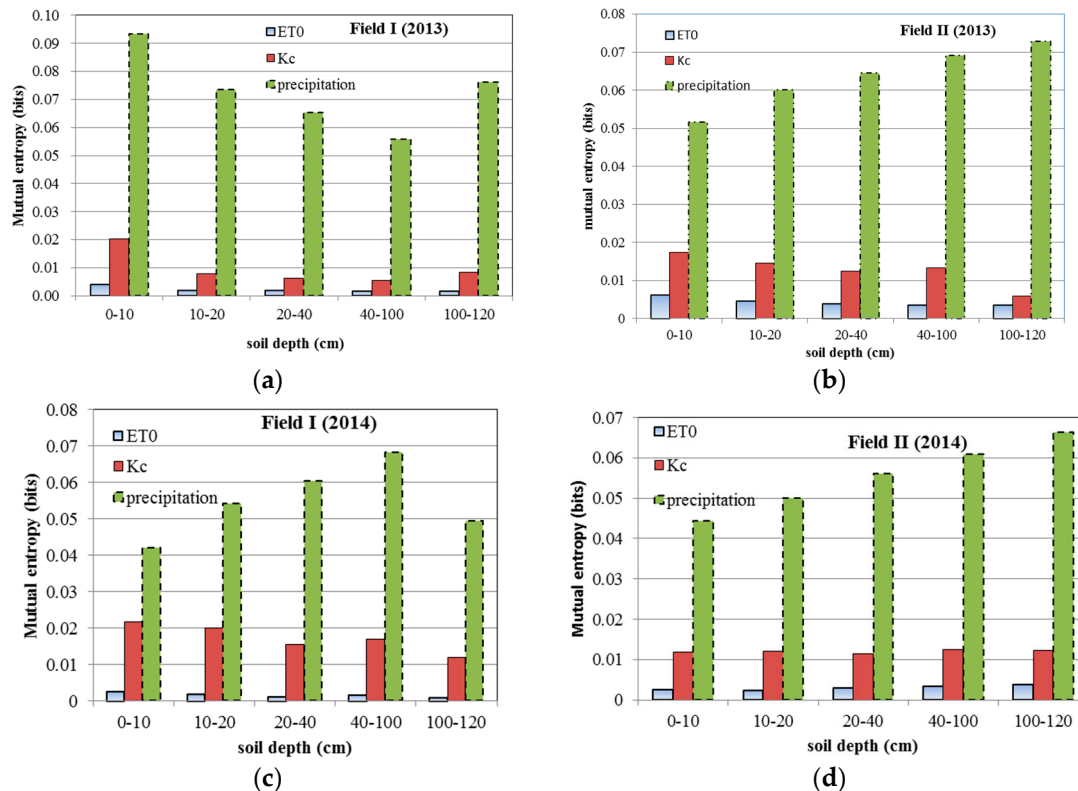 Field I (2013)
ET0
Kc
precipitation
Mutual entropy (bits)
0.10
0.09
0.08
0.07
0.06
0.05
0.04
0.03
0.02
0.01
0.00
0-10 10-20 20-40 40-100 100-120
soil depth (cm)
(a)
Field II (2013)
ET0
Kc
precipitation
mutual entropy (bits)
0.08
0.07
0.06
0.05
0.04
0.03
0.02
0.01
0
0-10 10-20 20-40 40-100 100-120
soil depth (cm)
(b)
Field I (2014)
ET0
Kc
precipitation
Mutual entropy (bits)
0.08
0.07
0.06
0.05
0.04
0.03
0.02
0.01
0
0-10 10-20 20-40 40-100 100-120
soil depth (cm)
(c)
Field II (2014)
ET0
Kc
precipitation
Mutual entropy (bits)
0.07
0.06
0.05
0.04
0.03
0.02
0.01
0
0-10 10-20 20-40 40-100 100-120
soil depth (cm)
(d)